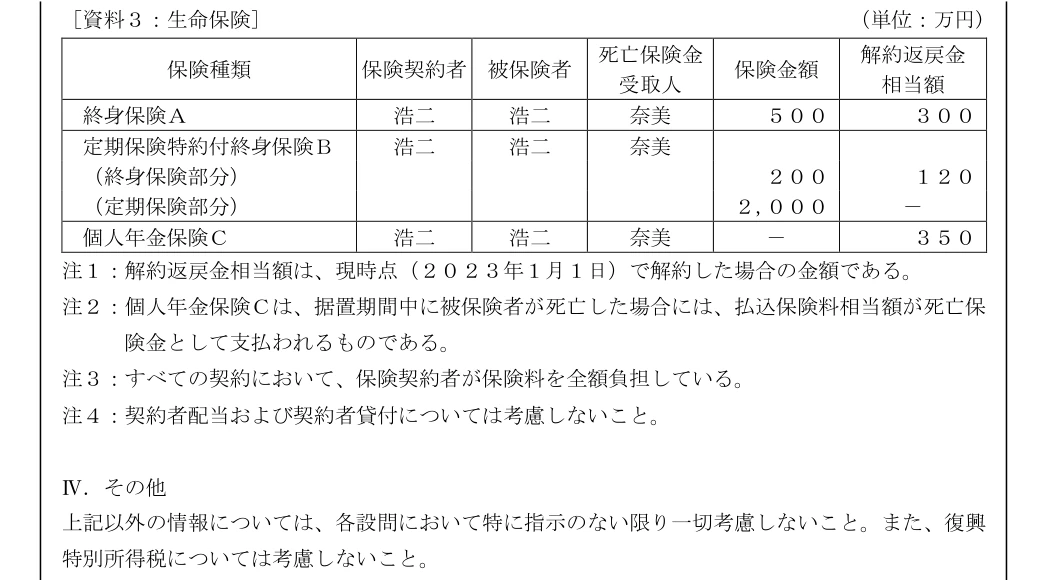 ［資料３：生命保険］ （単位：万円）
保険種類 保険契約者 被保険者 死亡保険金受取人 保険金額 解約返戻金相当額
終身保険Ａ 浩二 浩二 奈美 ５００ ３００
定期保険特約付終身保険Ｂ 浩二 浩二 奈美
（終身保険部分） ２００ １２０
（定期保険部分） ２,０００ －
個人年金保険Ｃ 浩二 浩二 奈美 － ３５０
注１：解約返戻金相当額は、現時点（２０２３年１月１日）で解約した場合の金額である。
注２：個人年金保険Ｃは、据置期間中に被保険者が死亡した場合には、払込保険料相当額が死亡保
険金として支払われるものである。
注３：すべての契約において、保険契約者が保険料を全額負担している。
注４：契約者配当および契約者貸付については考慮しないこと。
Ⅳ．その他
上記以外の情報については、各設問において特に指示のない限り一切考慮しないこと。また、復興
特別所得税については考慮しないこと。